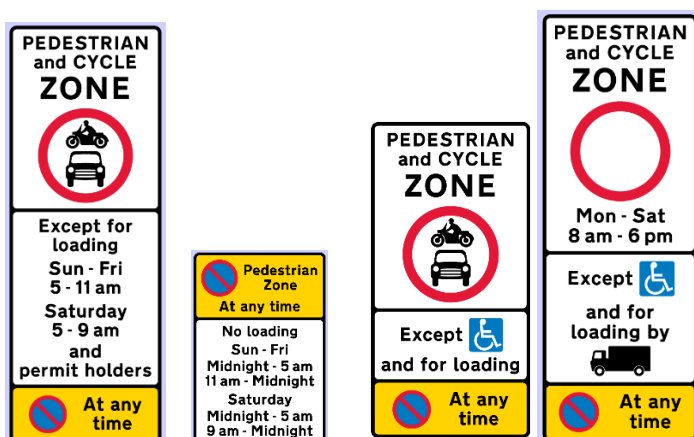 PEDESTRIAN
and CYCLE
ZONE
Except for
loading
Sun - Fri
5 - 11 am
Saturday
5 - 9 am
and
permit holders
At any
time
Pedestrian
Zone
At any time
No loading
Sun - Fri
Midnight - 5 am
11 am - Midnight
Saturday
Midnight - 5 am
9 am - Midnight
PEDESTRIAN
and CYCLE
ZONE
Except
and for loading
At any
time
PEDESTRIAN
and CYCLE
ZONE
Mon - Sat
8 am - 6 pm
Except
and for
loading by
At any
time